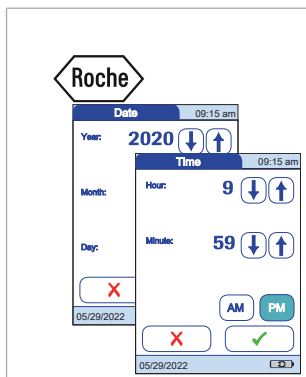 Roche
Date 09:15 am
Year: 2020
Month:
Day:
05/29/2022
Time 09:15 am
Hour: 9
Minute: 59
AM PM
05/29/2022